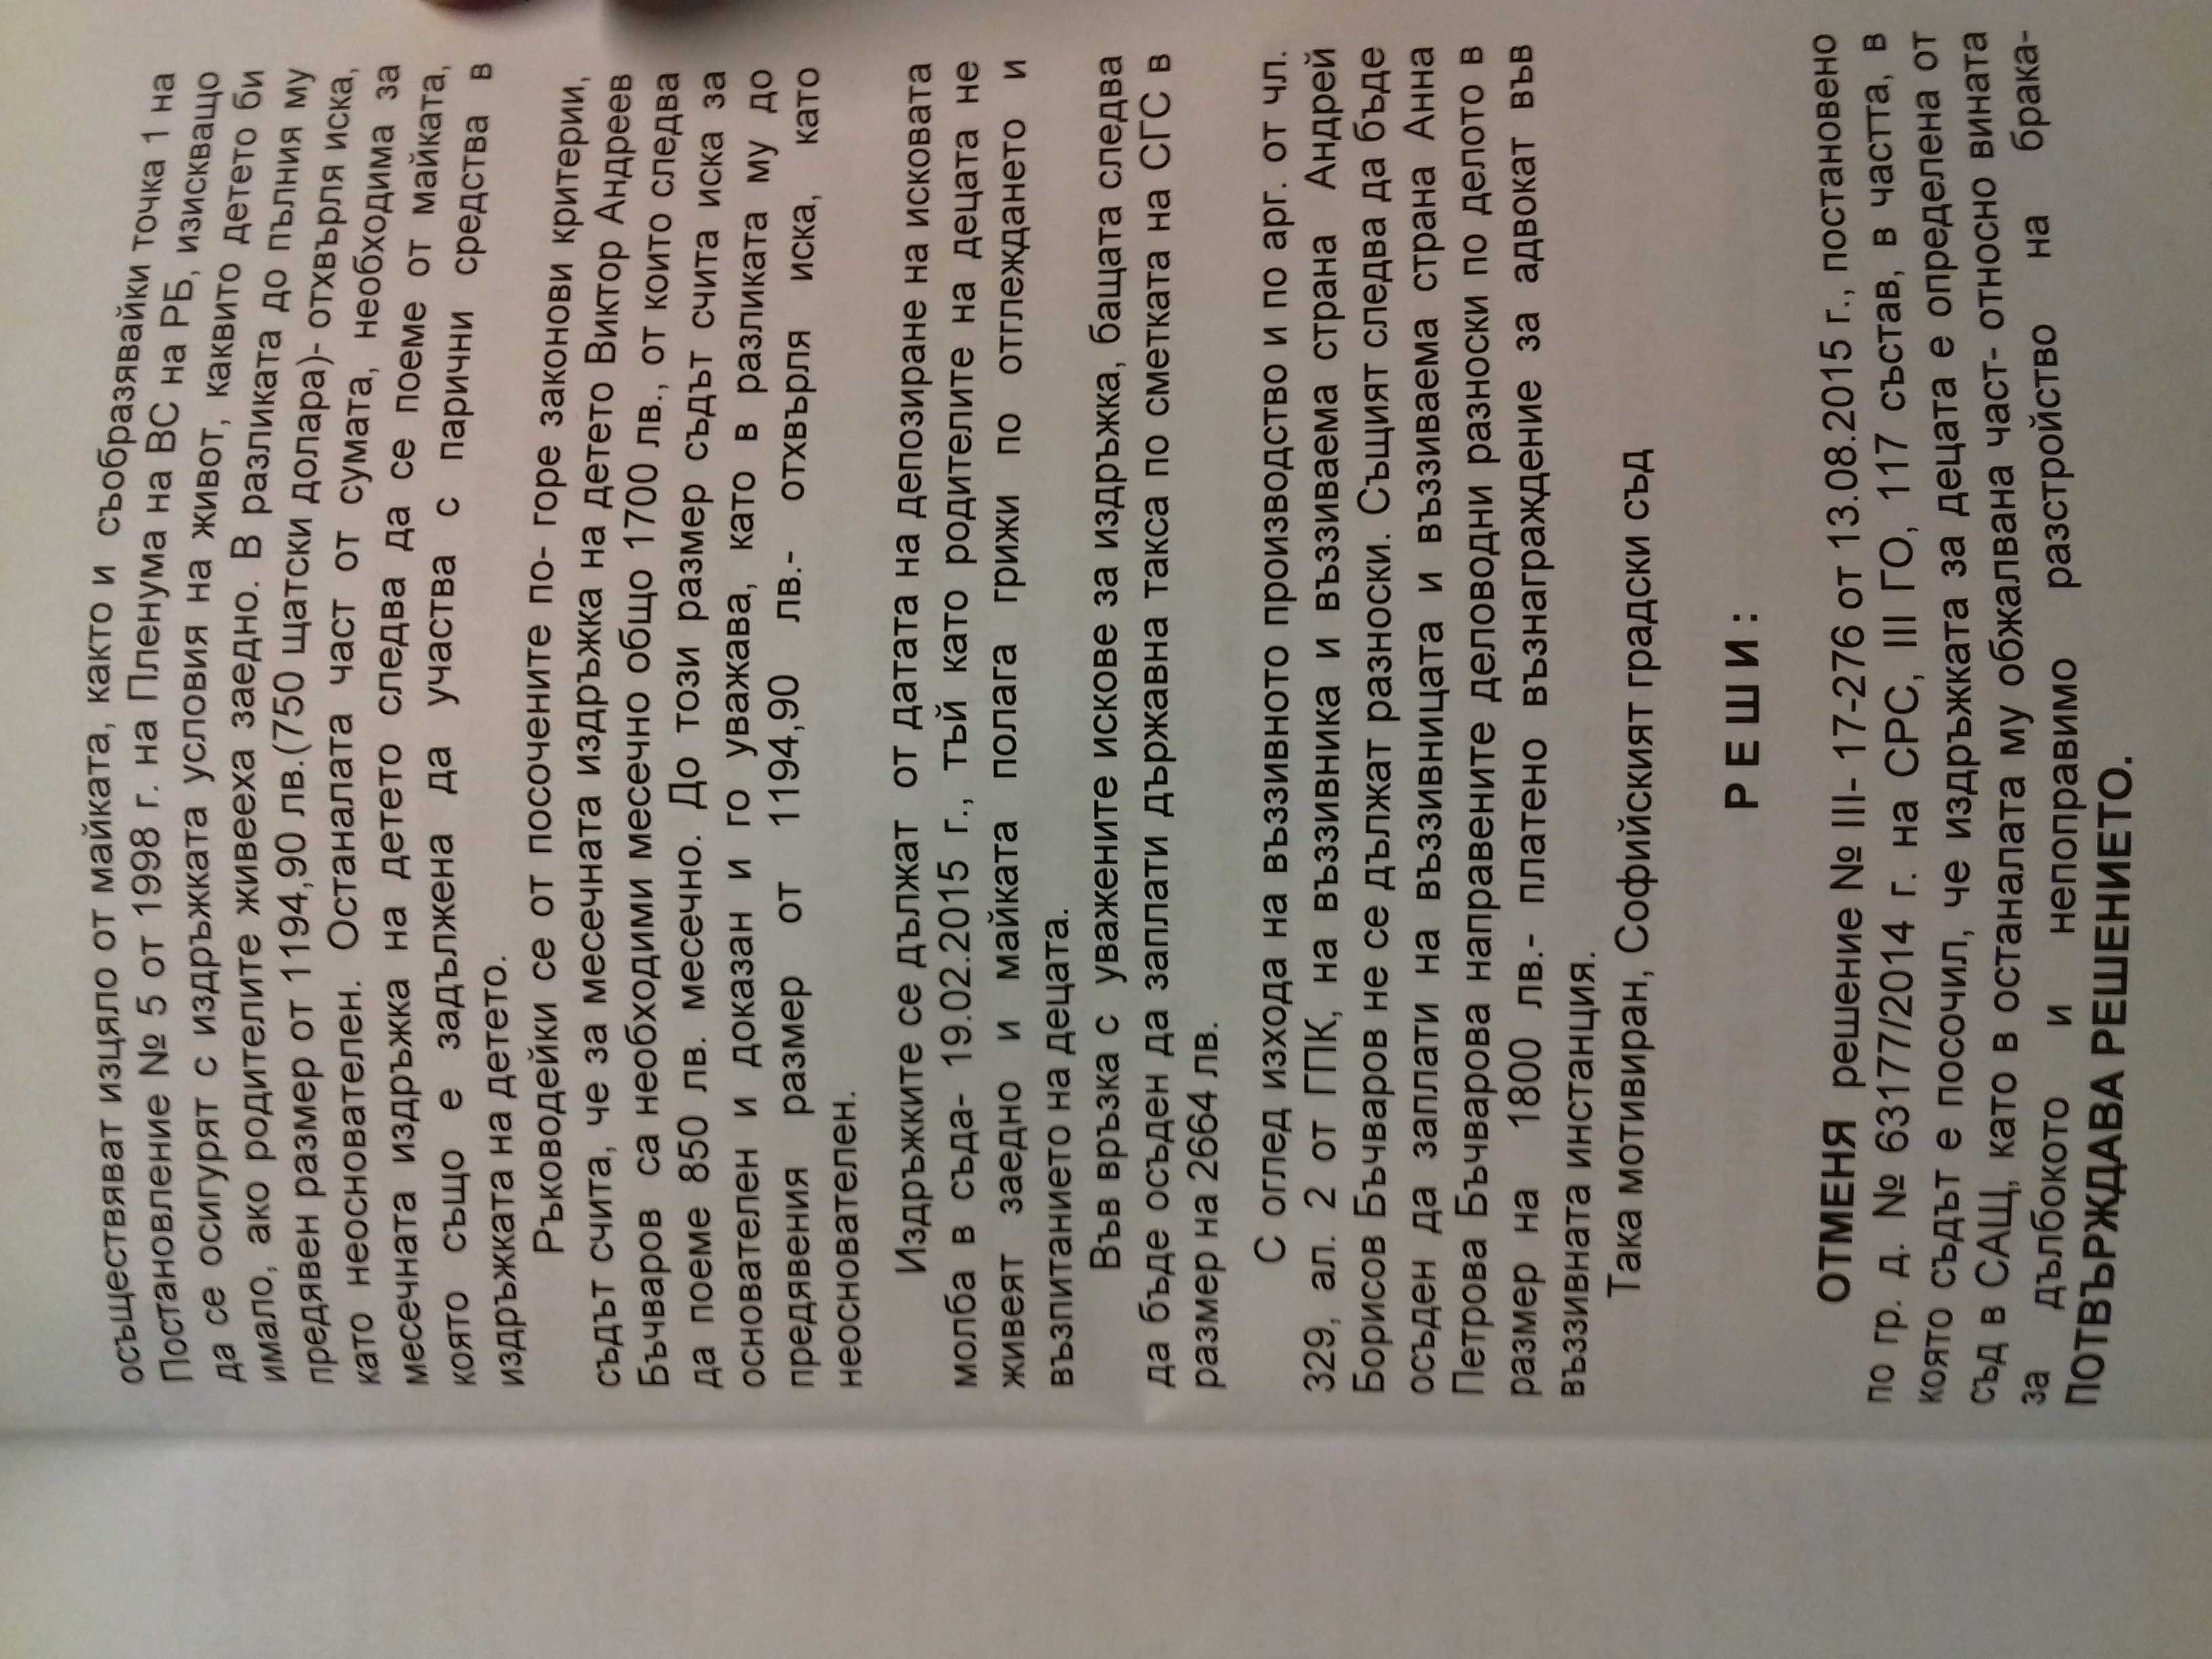 осъществяват изцяло от майката, както и съобразявайки точка 1 на
Постановление № 5 от 1998 г. на Пленума на ВС на РБ, изискващо
да се осигурят с издръжката условия на живот, каквито детето би
имало, ако родителите живееха заедно. В разликата до пълния му
предявен размер от 1194,90 лв.(750 щатски долара)- отхвърля иска,
като неоснователен. Останалата част от сумата, необходима за
месечната издръжка на детето следва да се поеме от майката,
която също е задължена да участва с парични средства в
издръжката на детето.
Ръководейки се от посочените по- горе законови критерии,
съдът счита, че за месечната издръжка на детето Виктор Андреев
Бъчваров са необходими месечно общо 1700 лв., от които следва
да поеме 850 лв. месечно. До този размер съдът счита иска за
основателен и доказан и го уважава, като в разликата му до
предявения размер от 1194,90 лв.- отхвърля иска, като
неоснователен.
Издръжките се дължат от датата на депозиране на исковата
молба в съда- 19.02.2015 г., тъй като родителите на децата не
живеят заедно и майката полага грижи по отглеждането и
възпитанието на децата.
Във връзка с уважените искове за издръжка, бащата следва
да бъде осъден да заплати държавна такса по сметката на СГС в
размер на 2664 лв.
С оглед изхода на въззивното производство и по арг. от чл.
329, ал. 2 от ГПК, на въззивника и въззиваема страна Андрей
Борисов Бъчваров не се дължат разноски. Същият следва да бъде
осъден да заплати на въззивницата и въззиваема страна Анна
Петрова Бъчварова направените деловодни разноски по делото в
размер на 1800 лв.- платено възнаграждение за адвокат във
въззивната инстанция.
Така мотивиран, Софийският градски съд
Р Е Ш И :
ОТМЕНЯ решение № III- 17-276 от 13.08.2015 г., постановено
по гр. д. № 63177/2014 г. на СРС, III ГО, 117 състав, в частта, в
която съдът е посочил, че издръжката за децата е определена от
съд в САЩ, като в останалата му обжалвана част- относно вината
за дълбокото и непоправимо разстройство на брака-
ПОТВЪРЖДАВА РЕШЕНИЕТО.